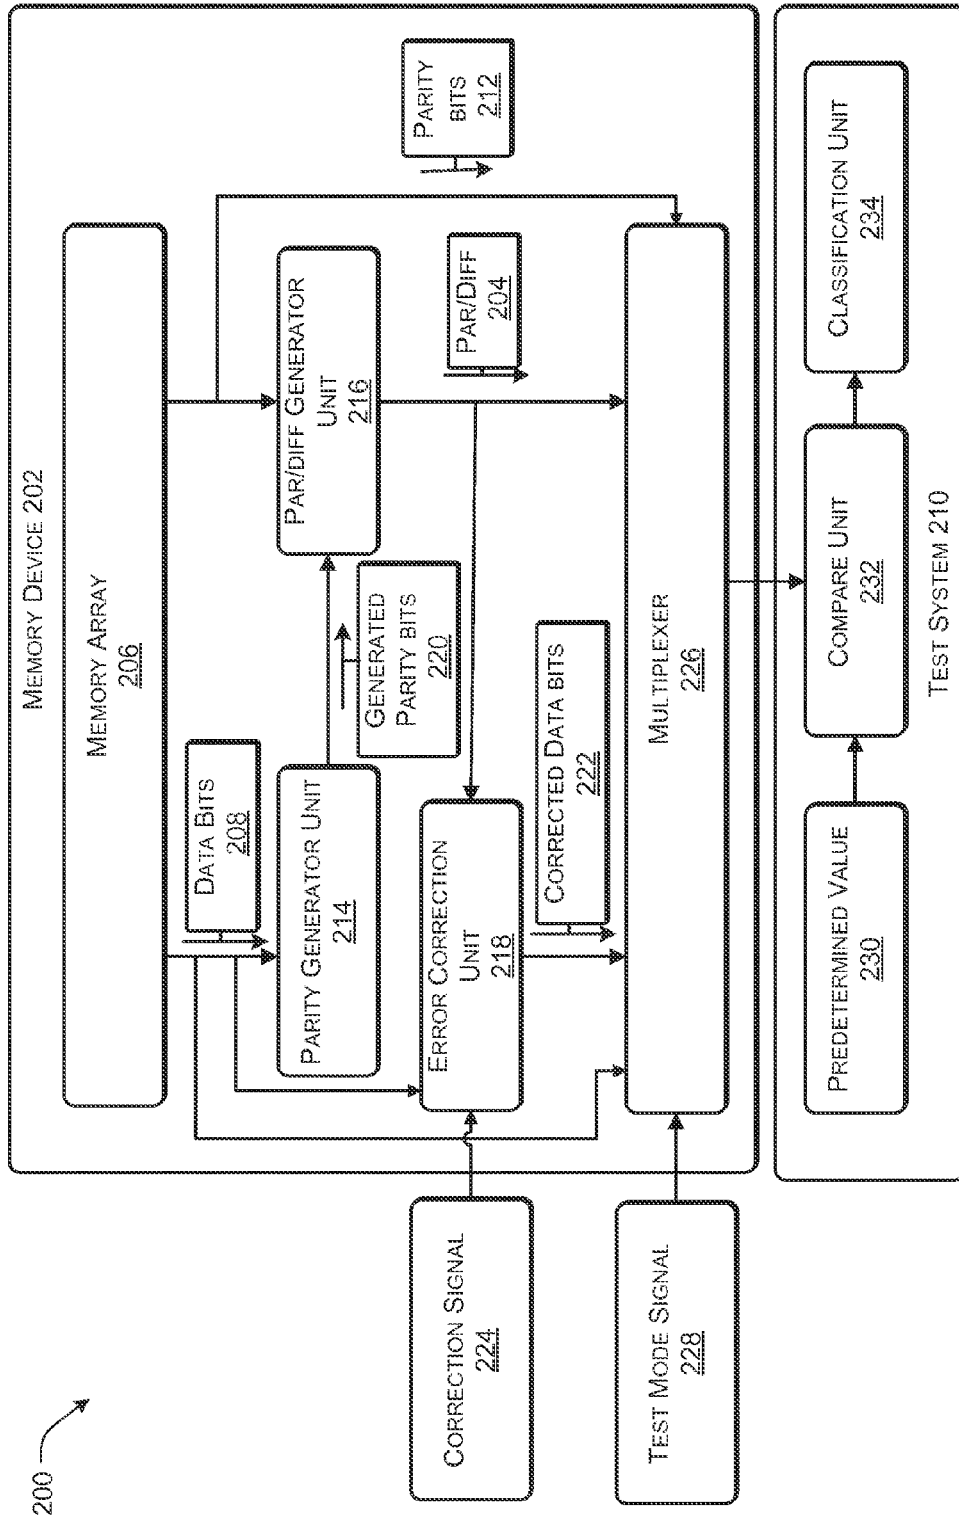 200
MEMORY DEVICE 202
MEMORY ARRAY
206
DATA BITS
208
PARITY BITS
212
PARITY GENERATOR UNIT
214
GENERATED
PARITY BITS
220
PAR/DIFF GENERATOR
UNIT
216
PAR/DIFF
204
CORRECTION SIGNAL
224
ERROR CORRECTION
UNIT
218
CORRECTED DATA BITS
222
TEST MODE SIGNAL
228
MULTIPLEXER
226
PREDETERMINED VALUE
230
COMPARE UNIT
232
CLASSIFICATION UNIT
234
TEST SYSTEM 210